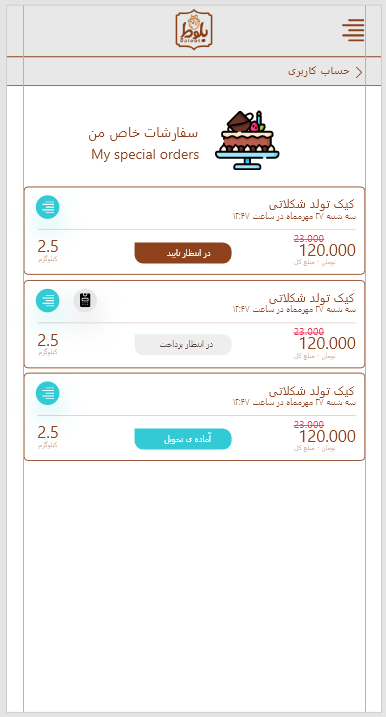 بلوط
حساب کاربری
سفارشات خاص من
My special orders
کیک تولد شکلاتی
سه شنبه ۲۷ مهرماه در ساعت ۱۲:۴۷
23.000
120.000
تومان - مبلغ کل
در انتظار تایید
2.5
کیلوگرم
کیک تولد شکلاتی
سه شنبه ۲۷ مهرماه در ساعت ۱۲:۴۷
23.000
120.000
تومان - مبلغ کل
در انتظار پرداخت
2.5
کیلوگرم
کیک تولد شکلاتی
سه شنبه ۲۷ مهرماه در ساعت ۱۲:۴۷
23.000
120.000
تومان - مبلغ کل
آماده ی تحویل
2.5
کیلوگرم